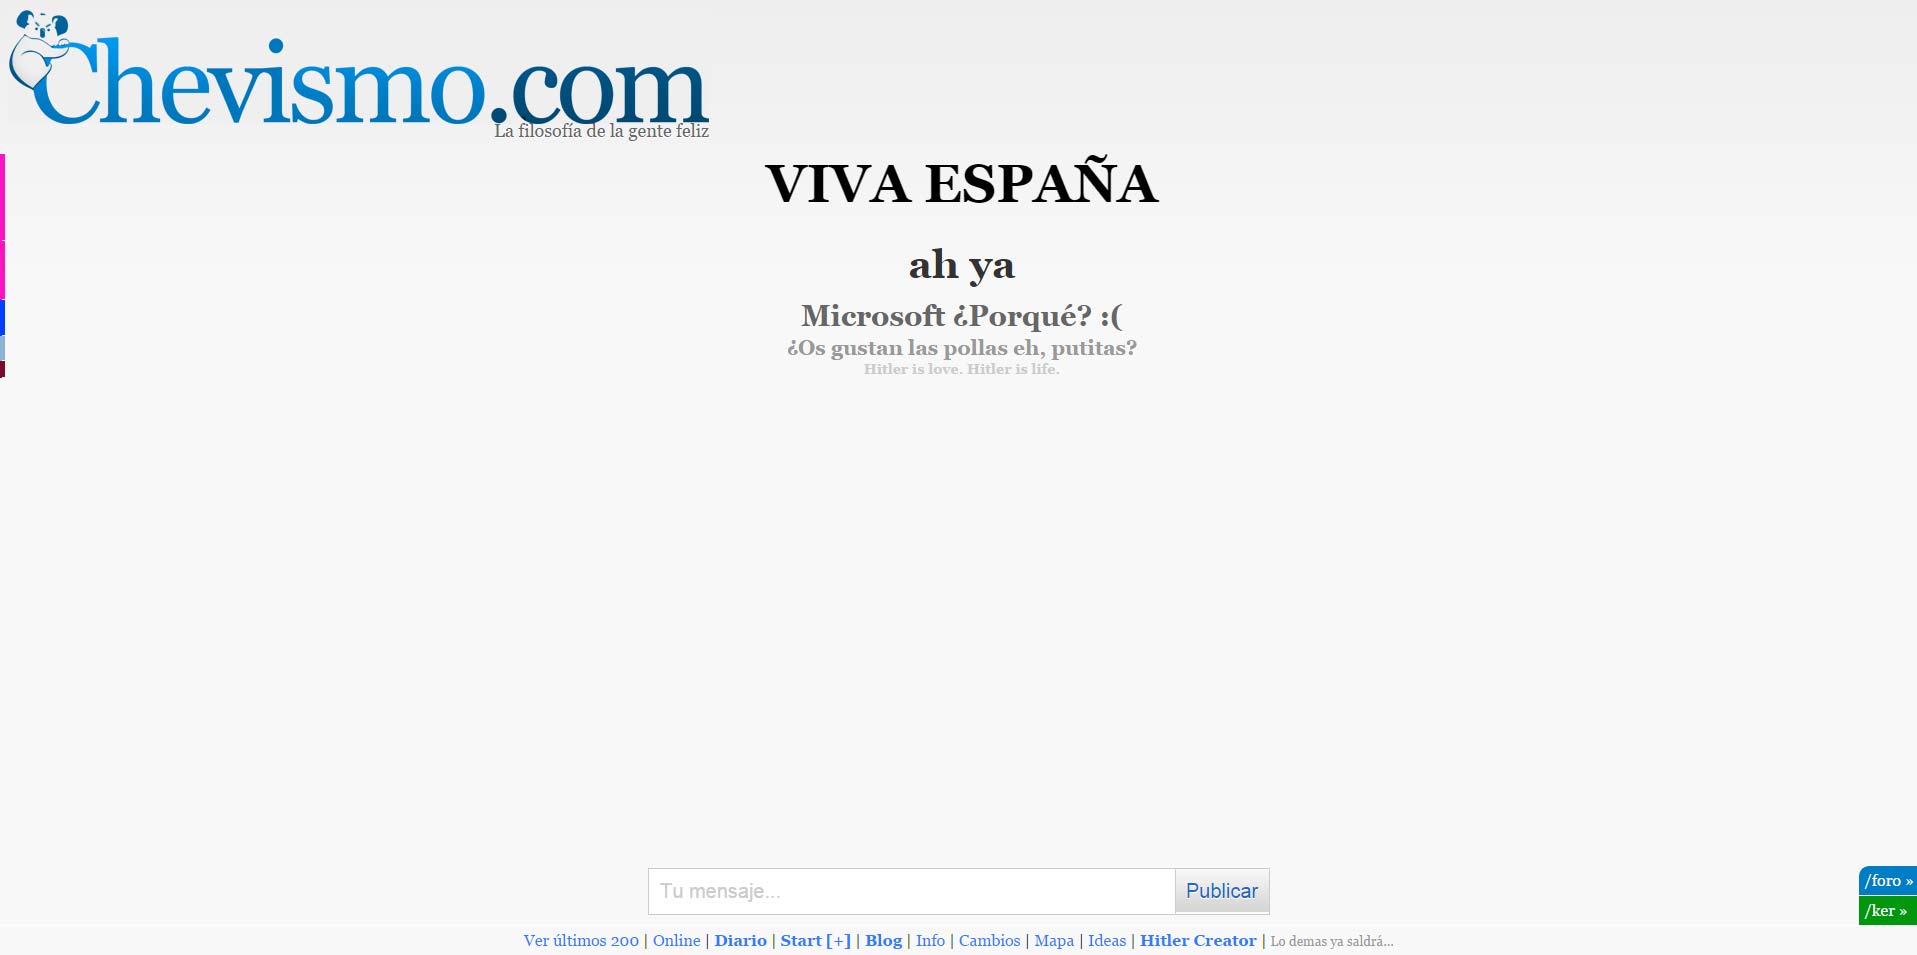 Chevismo.com
La filosofía de la gente feliz
VIVA ESPAÑA
ah ya
Microsoft ¿Porqué? :(
¿Os gustan las pollas eh, putitas?
Hitler is love. Hitler is life.
Tu mensaje... Publicar
/foro »
/ker »
Ver últimos 200 | Online | Diario | Start [+] | Blog | Info | Cambios | Mapa | Ideas | Hitler Creator | Lo demas ya saldrá...